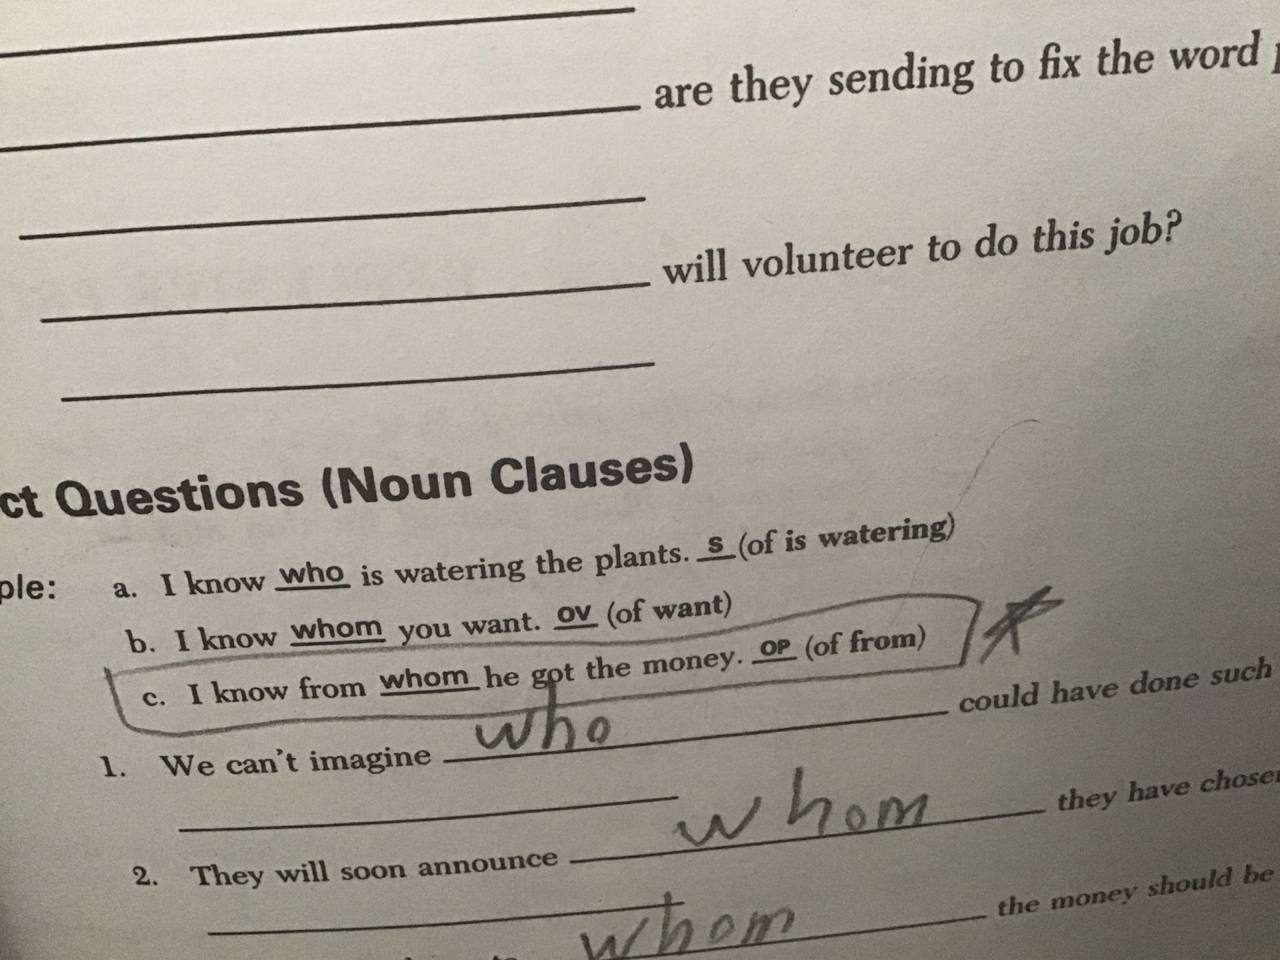 are they sending to fix the word
will volunteer to do this job?
ct Questions (Noun Clauses)
ple: a. I know who is watering the plants. S (of is watering)
b. I know whom you want. OV (of want)
c. I know from whom he got the money. OP (of from)
1. We can't imagine who could have done such
2. They will soon announce whom they have chosen
whom the money should be